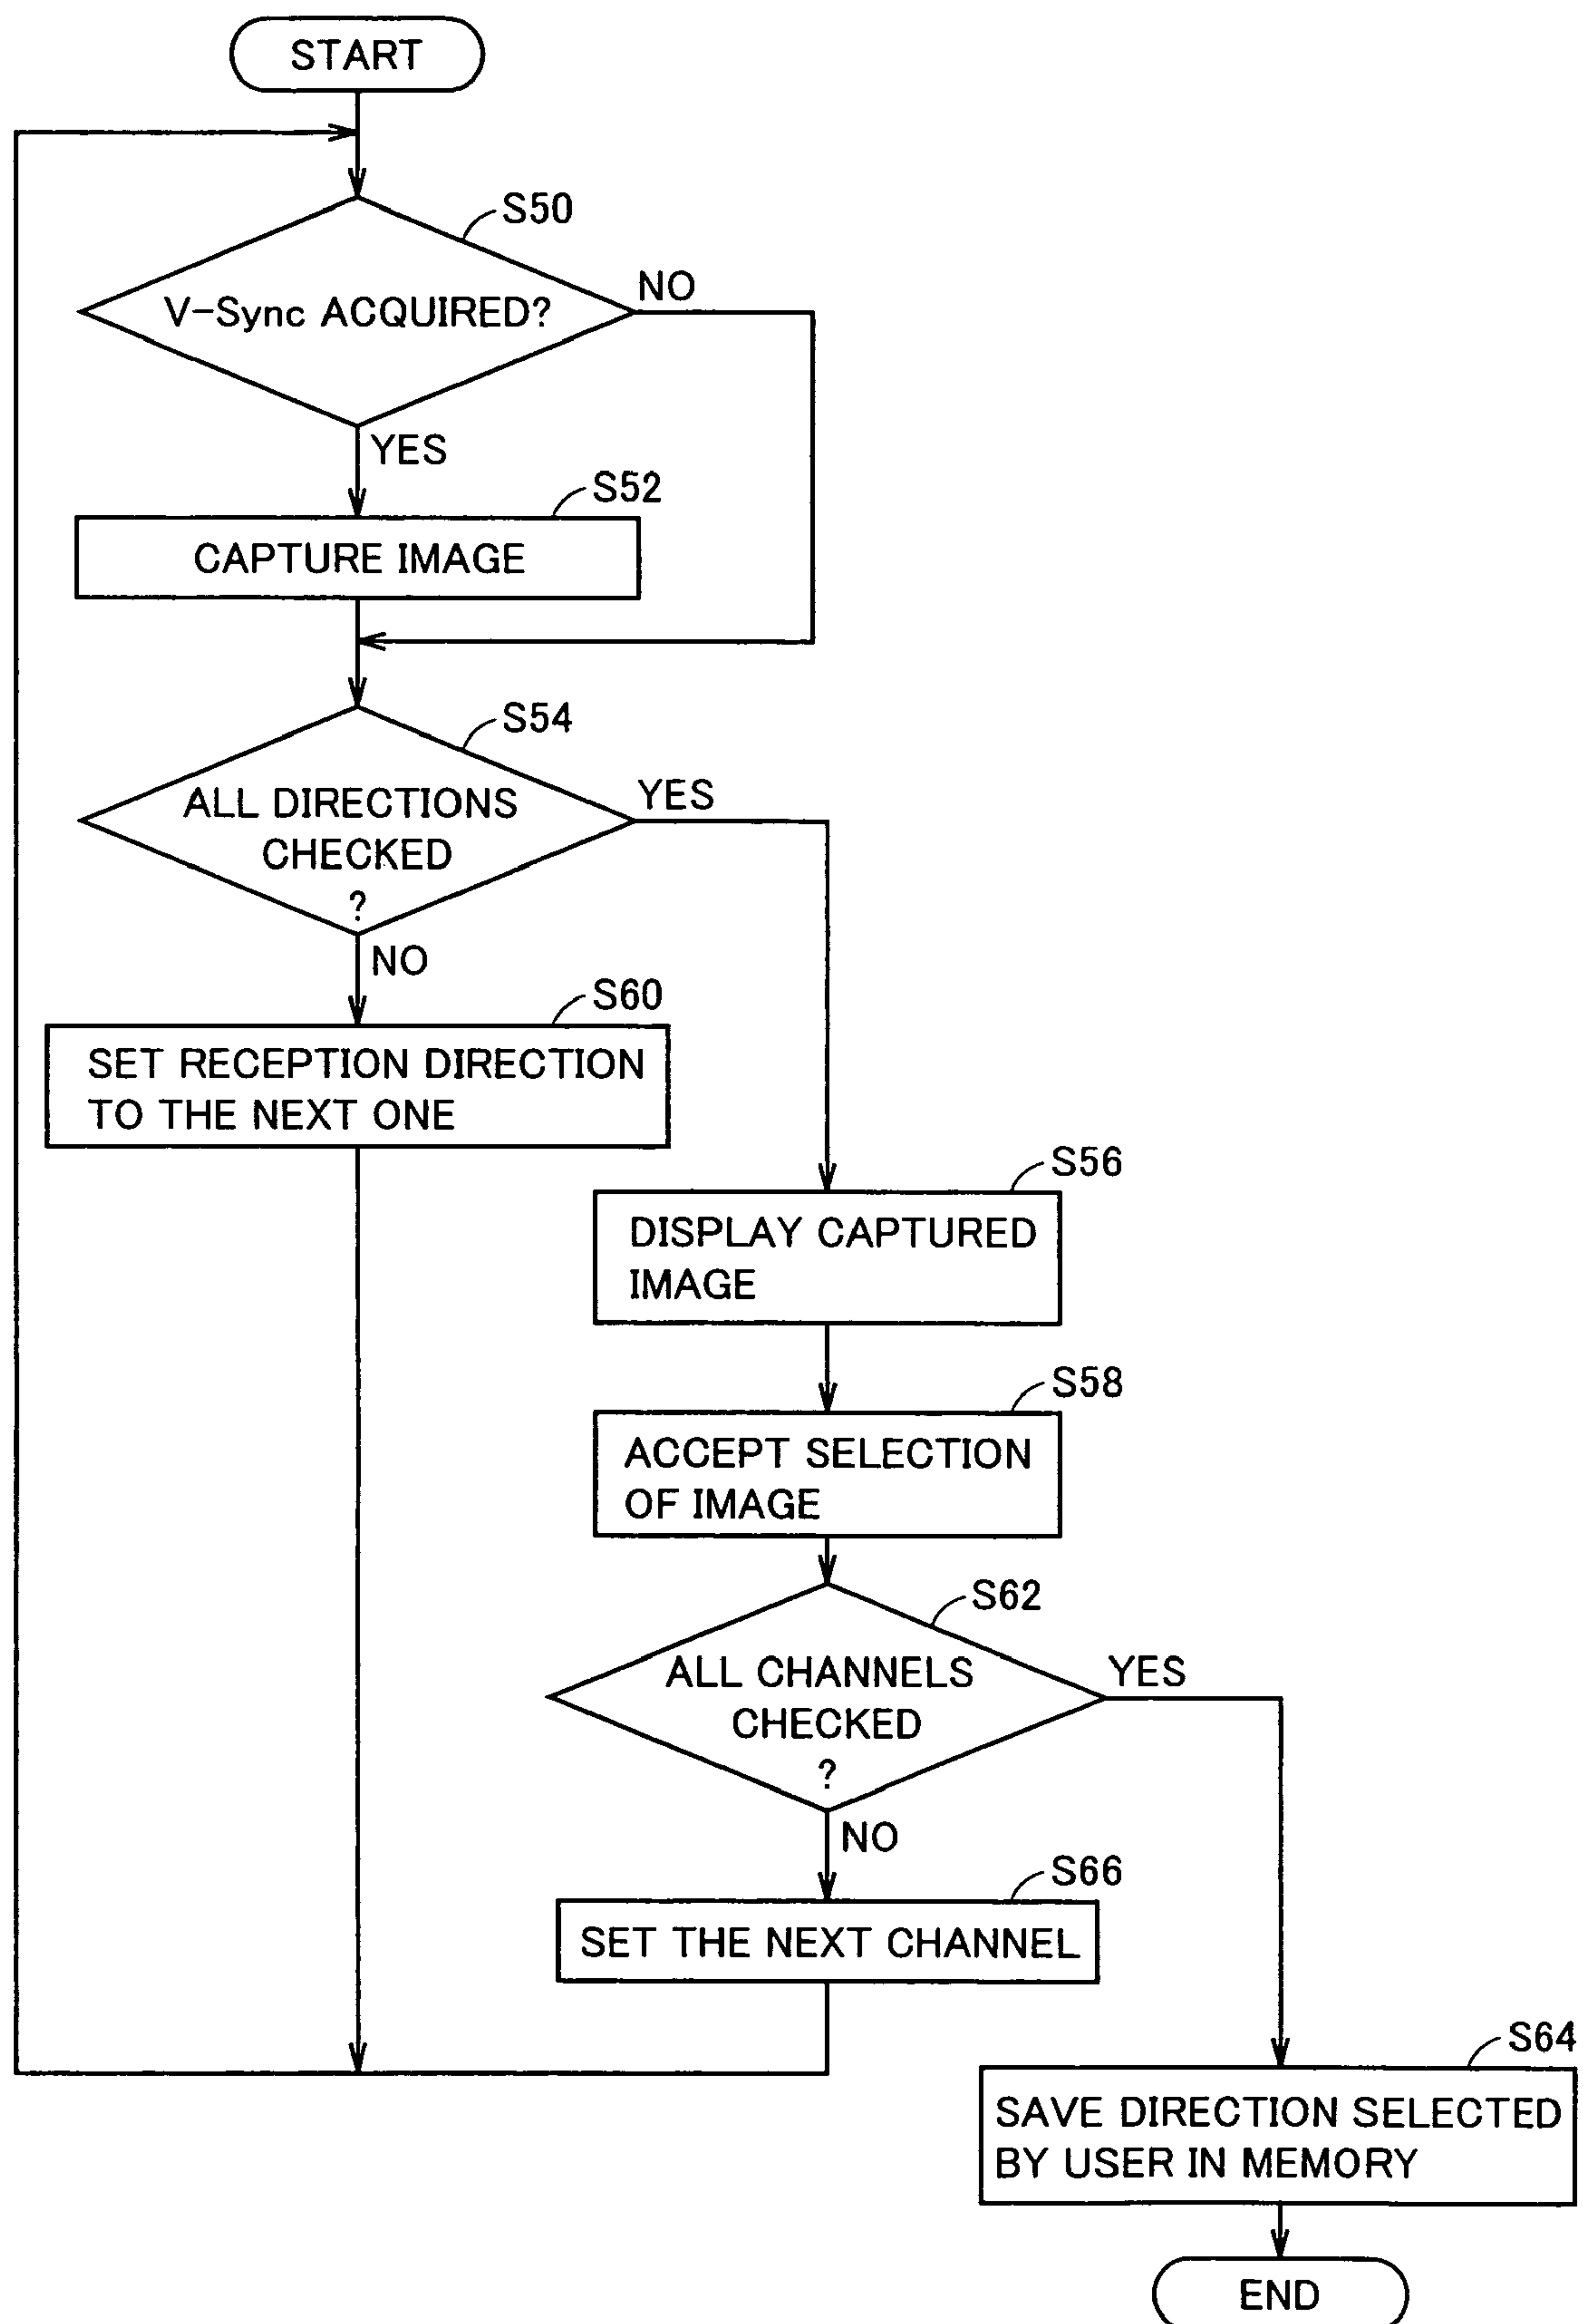 START
S50
V-Sync ACQUIRED?
NO
YES
S52
CAPTURE IMAGE
S54
ALL DIRECTIONS
CHECKED
?
YES
NO
S60
SET RECEPTION DIRECTION
TO THE NEXT ONE
S56
DISPLAY CAPTURED
IMAGE
S58
ACCEPT SELECTION
OF IMAGE
S62
ALL CHANNELS
CHECKED
?
YES
NO
S66
SET THE NEXT CHANNEL
S64
SAVE DIRECTION SELECTED
BY USER IN MEMORY
END